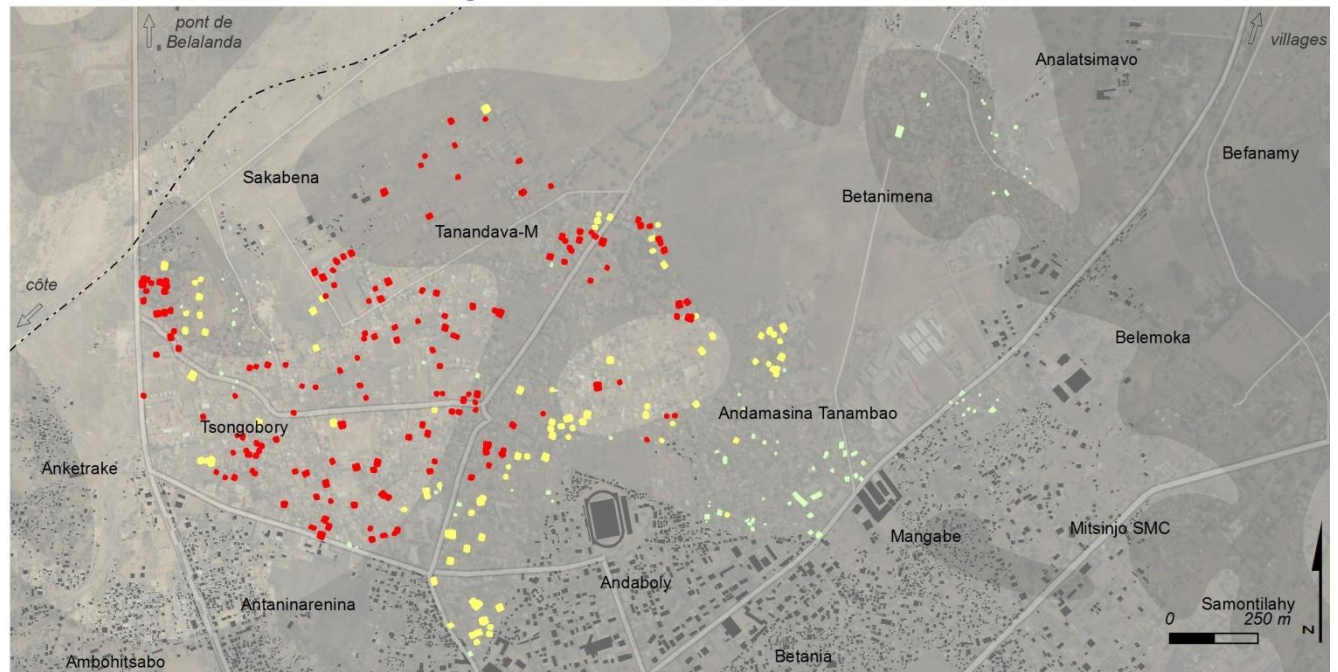 pont de
Belalanda
villages
Analatsimavo
Befanamy
Sakabena
Betanimena
Tanandava-M
côte
Belemoka
Andamasina Tanambao
Tsongobory
Anketrake
Mangabe
Mitsinjo SMC
Andaboly
Antaninarenina
Samontilahy
0 250 m
N
Betania
Ambohitsabo